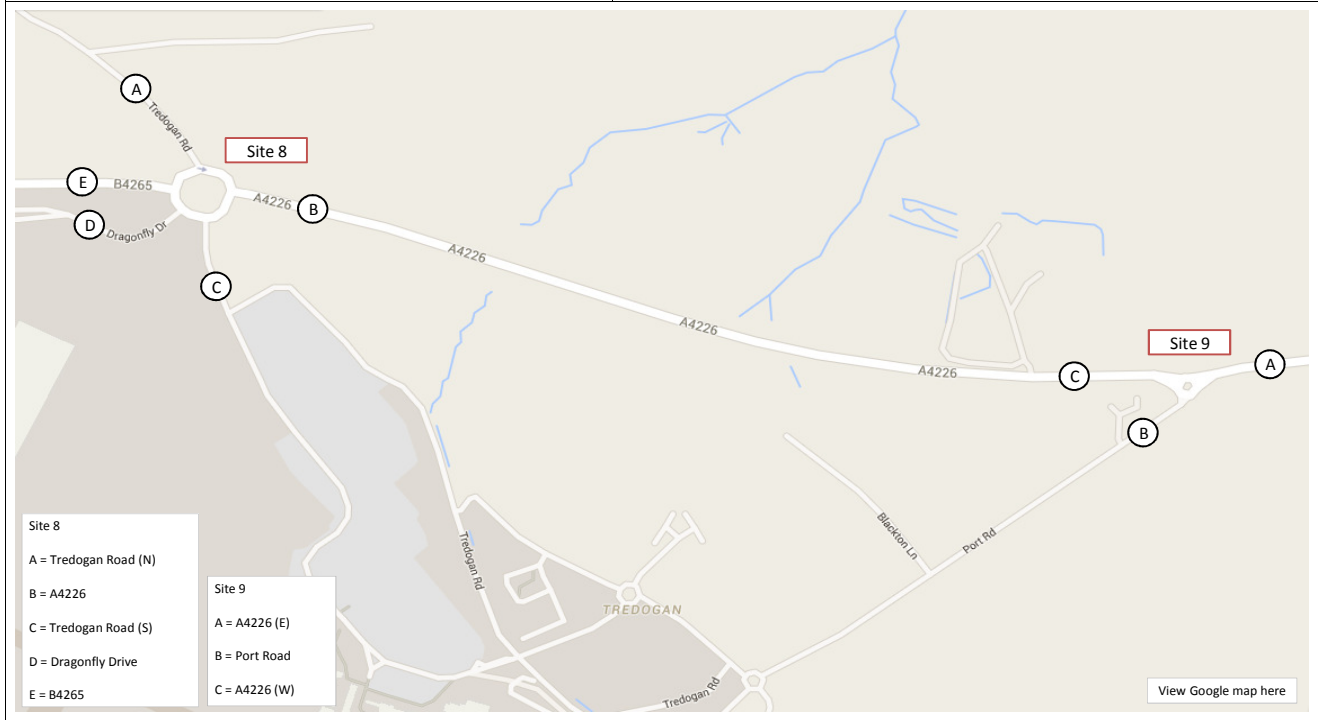 A
Tredogan Rd
Site 8
E
B4265
A4226
B
D
Dragonfly Dr
A4226
C
A4226
Site 9
A4226
C
A
B
Blackton Ln
Port Rd
Tredogan Rd
TREDOGAN
Tredogan Rd
Site 8
A = Tredogan Road (N)
B = A4226
C = Tredogan Road (S)
D = Dragonfly Drive
E = B4265
Site 9
A = A4226 (E)
B = Port Road
C = A4226 (W)
View Google map here